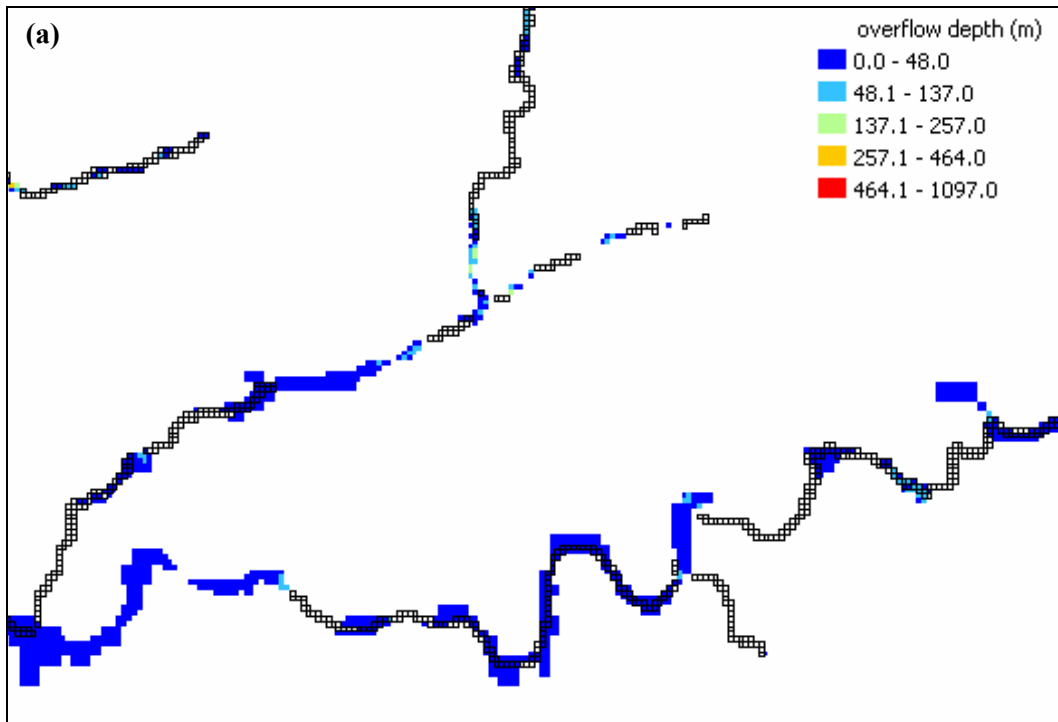 (a)
overflow depth (m)
0.0 - 48.0
48.1 - 137.0
137.1 - 257.0
257.1 - 464.0
464.1 - 1097.0